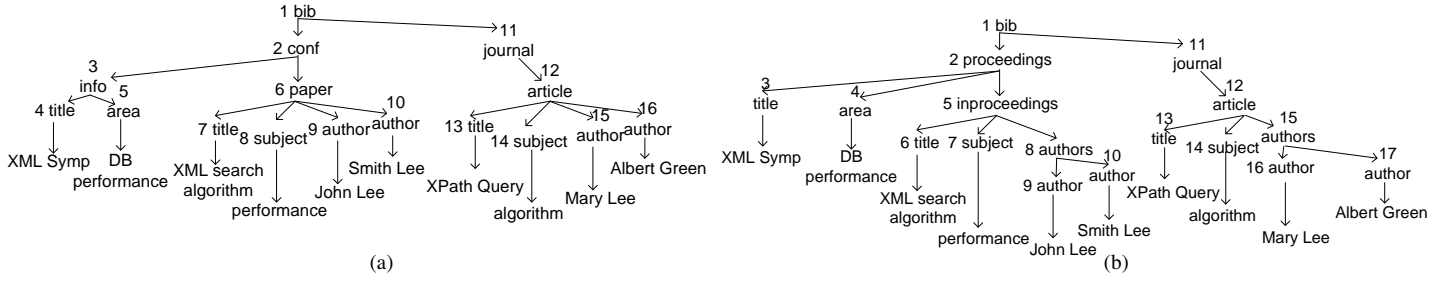 1 bib
2 conf
11
journal
3
info
4 title
5
area
XML Symp
DB
performance
6 paper
7 title
8 subject
9 author
10
author
XML search
algorithm
performance
John Lee
Smith Lee
12
article
13 title
14 subject
15
author
16
author
XPath Query
algorithm
Mary Lee
Albert Green
(a)
1 bib
2 proceedings
11
journal
3
title
4
area
XML Symp
DB
performance
5 inproceedings
6 title
7 subject
8 authors
9 author
10
author
XML search
algorithm
performance
John Lee
Smith Lee
12
article
13
title
14 subject
15
authors
16 author
17
author
XPath Query
algorithm
Mary Lee
Albert Green
(b)